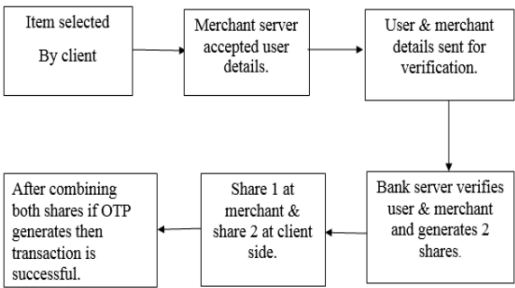 Item selected
By client
Merchant server
accepted user
details.
User & merchant
details sent for
verification.
Bank server verifies
user & merchant
and generates 2
shares.
Share 1 at
merchant &
share 2 at client
side.
After combining
both shares if OTP
generates then
transaction is
successful.